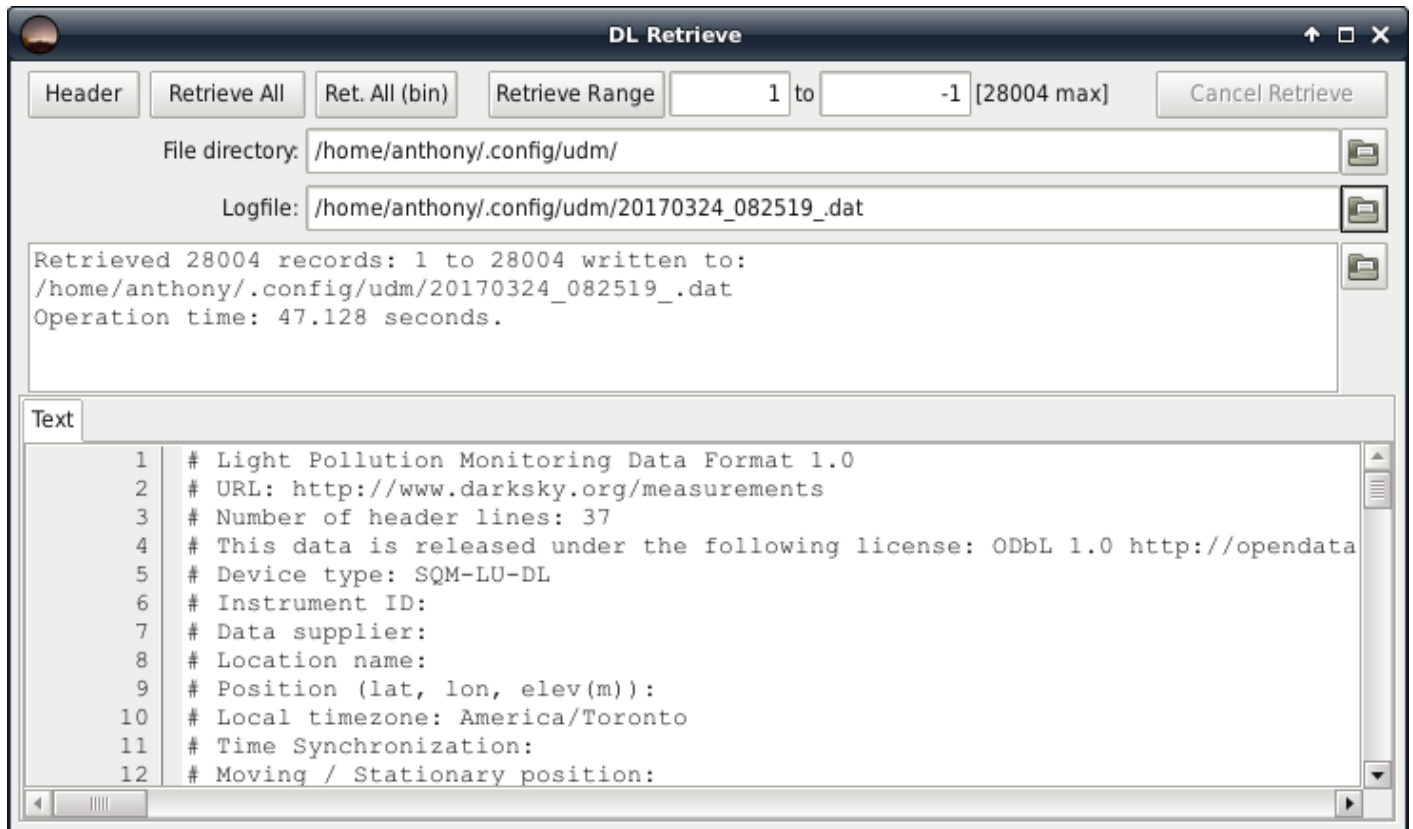 DL Retrieve
Header Retrieve All Ret. All (bin) Retrieve Range 1 to -1 [28004 max] Cancel Retrieve
File directory: /home/anthony/.config/udm/
Logfile: /home/anthony/.config/udm/20170324_082519_.dat
Retrieved 28004 records: 1 to 28004 written to:
/home/anthony/.config/udm/20170324_082519_.dat
Operation time: 47.128 seconds.
Text
1 # Light Pollution Monitoring Data Format 1.0
2 # URL: http://www.darksky.org/measurements
3 # Number of header lines: 37
4 # This data is released under the following license: ODbL 1.0 http://opendata
5 # Device type: SQM-LU-DL
6 # Instrument ID:
7 # Data supplier:
8 # Location name:
9 # Position (lat, lon, elev(m)):
10 # Local timezone: America/Toronto
11 # Time Synchronization:
12 # Moving / Stationary position: